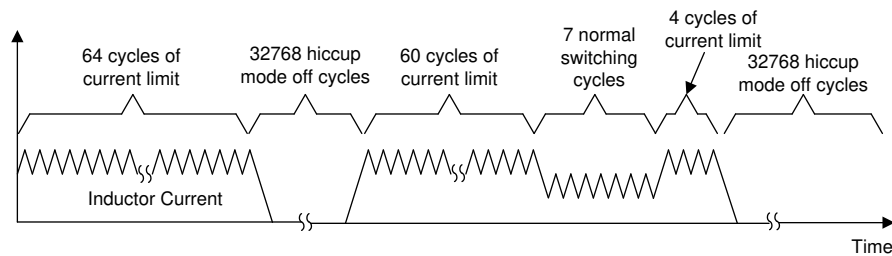 64 cycles of
current limit
32768 hiccup
mode off cycles
60 cycles of
current limit
7 normal
switching
cycles
4 cycles of
current limit
32768 hiccup
mode off cycles
Inductor Current
Time